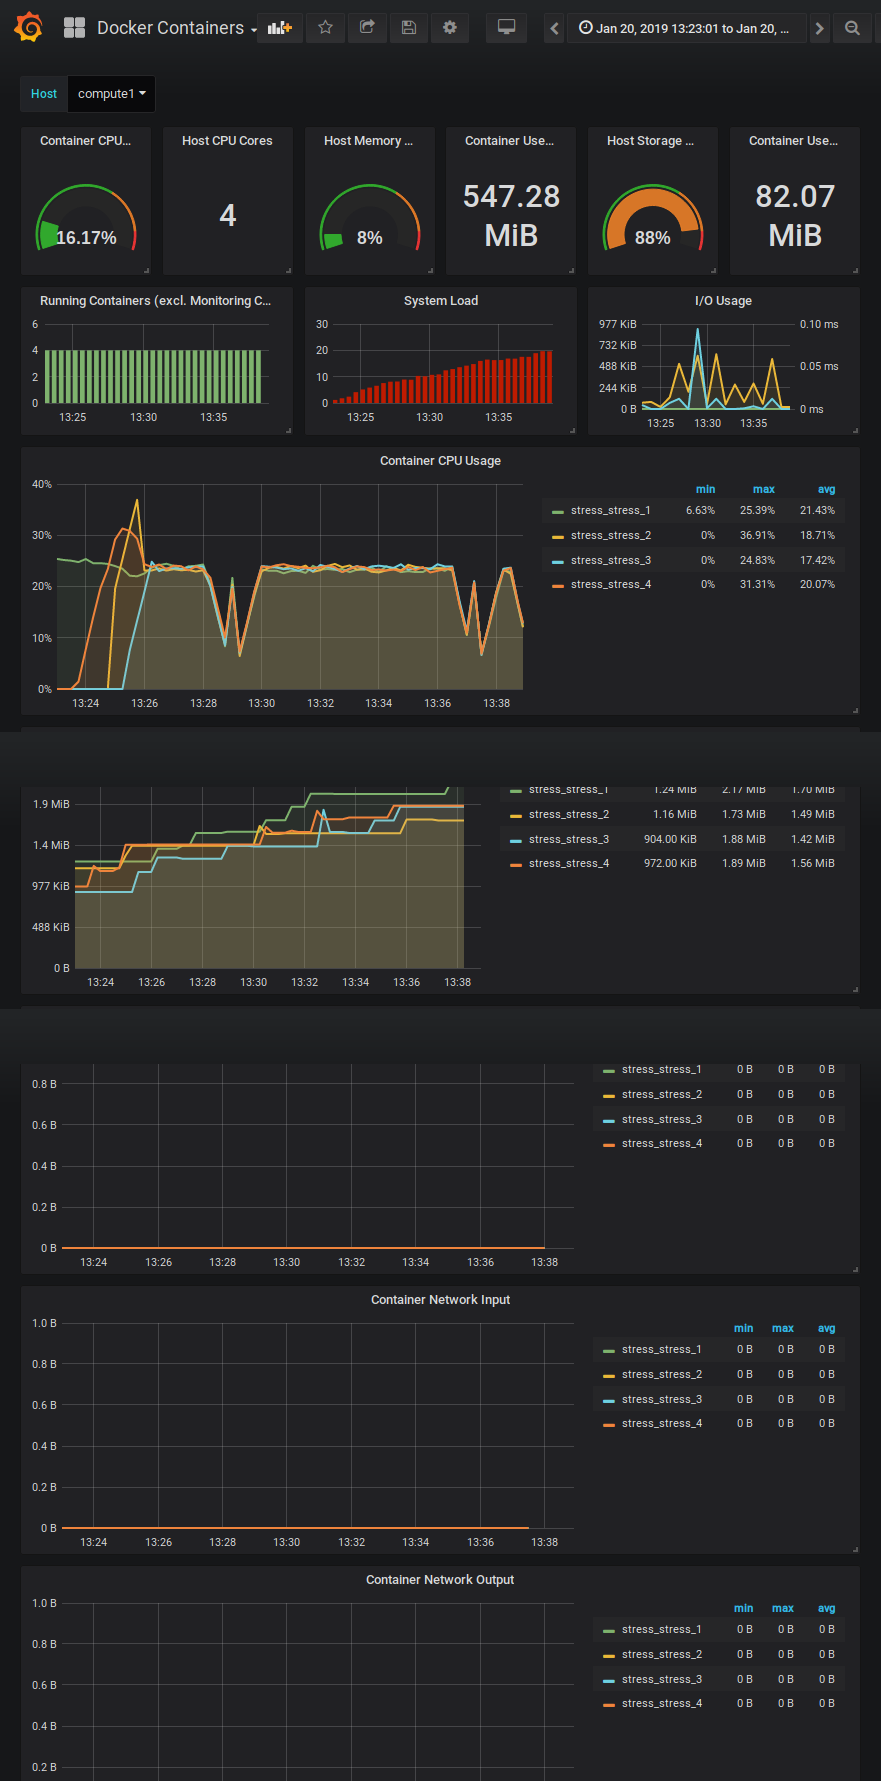 Docker Containers
Jan 20, 2019 13:23:01 to Jan 20, ...
Host compute1
Container CPU...
16.17%
Host CPU Cores
4
Host Memory ...
8%
Container Use...
547.28
MiB
Host Storage ...
88%
Container Use...
82.07
MiB
Running Containers (excl. Monitoring C...
6
4
2
0
13:25 13:30 13:35
System Load
30
20
10
0
13:25 13:30 13:35
I/O Usage
977 KiB 0.10 ms
732 KiB
488 KiB 0.05 ms
244 KiB
0 B 0 ms
13:25 13:30 13:35
Container CPU Usage
40%
30%
20%
10%
0%
13:24 13:26 13:28 13:30 13:32 13:34 13:36 13:38
min max avg
stress_stress_1 6.63% 25.39% 21.43%
stress_stress_2 0% 36.91% 18.71%
stress_stress_3 0% 24.83% 17.42%
stress_stress_4 0% 31.31% 20.07%
1.9 MiB
1.4 MiB
977 KiB
488 KiB
0 B
13:24 13:26 13:28 13:30 13:32 13:34 13:36 13:38
stress_stress_1 1.24 MiB 2.17 MiB 1.70 MiB
stress_stress_2 1.16 MiB 1.73 MiB 1.49 MiB
stress_stress_3 904.00 KiB 1.88 MiB 1.42 MiB
stress_stress_4 972.00 KiB 1.89 MiB 1.56 MiB
0.8 B
0.6 B
0.4 B
0.2 B
0 B
13:24 13:26 13:28 13:30 13:32 13:34 13:36 13:38
stress_stress_1 0 B 0 B 0 B
stress_stress_2 0 B 0 B 0 B
stress_stress_3 0 B 0 B 0 B
stress_stress_4 0 B 0 B 0 B
Container Network Input
1.0 B
0.8 B
0.6 B
0.4 B
0.2 B
0 B
13:24 13:26 13:28 13:30 13:32 13:34 13:36 13:38
min max avg
stress_stress_1 0 B 0 B 0 B
stress_stress_2 0 B 0 B 0 B
stress_stress_3 0 B 0 B 0 B
stress_stress_4 0 B 0 B 0 B
Container Network Output
1.0 B
0.8 B
0.6 B
0.4 B
0.2 B
min max avg
stress_stress_1 0 B 0 B 0 B
stress_stress_2 0 B 0 B 0 B
stress_stress_3 0 B 0 B 0 B
stress_stress_4 0 B 0 B 0 B